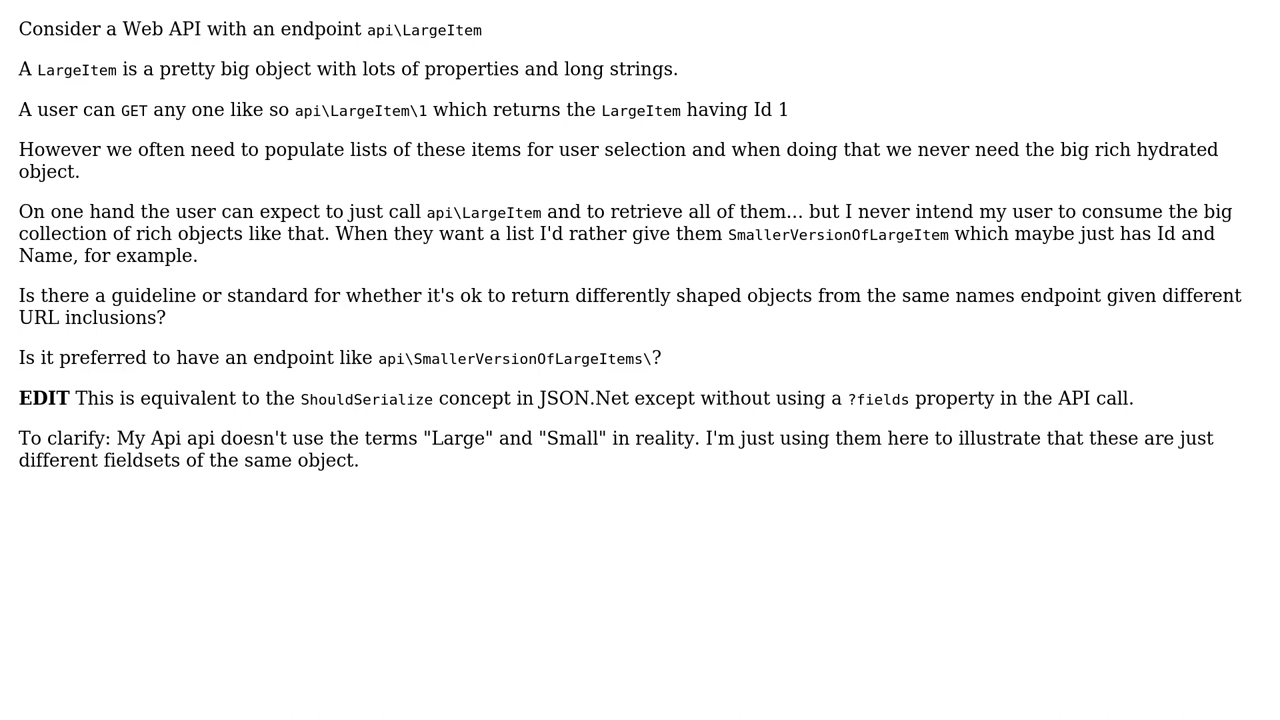 Consider a Web API with an endpoint api\LargeItem
A LargeItem is a pretty big object with lots of properties and long strings.
A user can GET any one like so api\LargeItem\1 which returns the LargeItem having Id 1
However we often need to populate lists of these items for user selection and when doing that we never need the big rich hydrated
object.
On one hand the user can expect to just call api\LargeItem and to retrieve all of them... but I never intend my user to consume the big
collection of rich objects like that. When they want a list I'd rather give them SmallerVersionOfLargeItem which maybe just has Id and
Name, for example.
Is there a guideline or standard for whether it's ok to return differently shaped objects from the same names endpoint given different
URL inclusions?
Is it preferred to have an endpoint like api\SmallerVersionOfLargeItems\?
EDIT This is equivalent to the ShouldSerialize concept in JSON.Net except without using a ?fields property in the API call.
To clarify: My Api api doesn't use the terms "Large" and "Small" in reality. I'm just using them here to illustrate that these are just
different fieldsets of the same object.